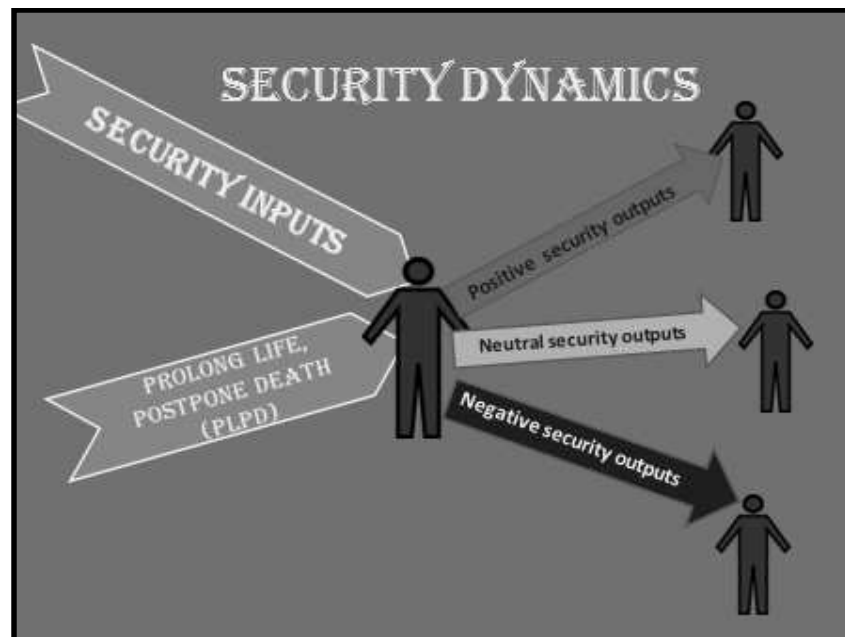 SECURITY DYNAMICS
SECURITY INPUTS
PROLONG LIFE,
POSTPONE DEATH
(PLPD)
Positive security outputs
Neutral security outputs
Negative security outputs